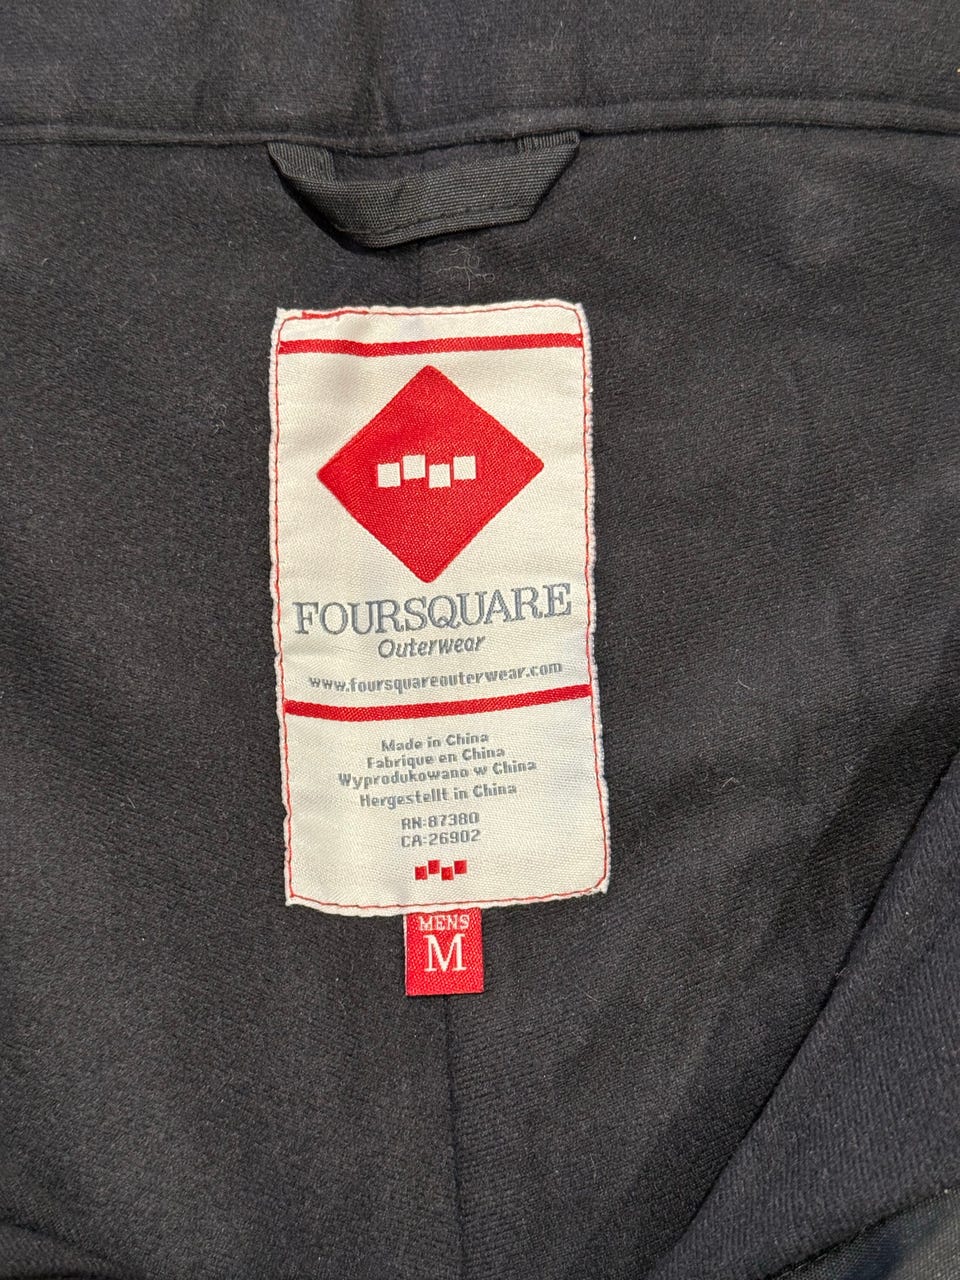 FOURSQUARE
Outerwear
www.foursquareouterwear.com
Made in China
Fabrique en China
Wyprodukowano w China
Hergestellt in China
RN:87380
CA-26902
MENS
M